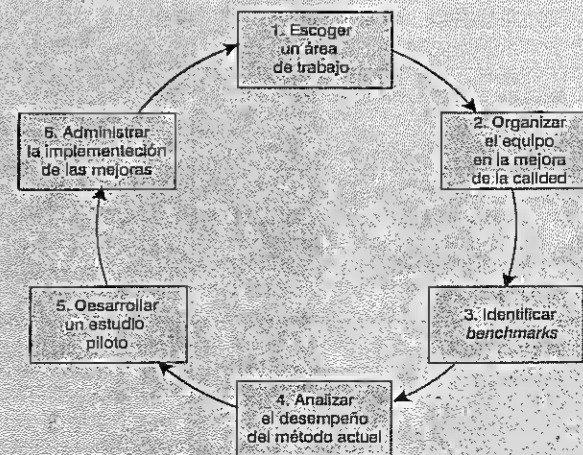 1. Escoger
un área
de trabajo
2. Organizar
el equipo
en la mejora
de la calidad
3. Identificar
benchmarks
4. Analizar
el desempeño
del método actual
5. Desarrollar
un estudio
piloto
6. Administrar
la implementeción
de las mejoras